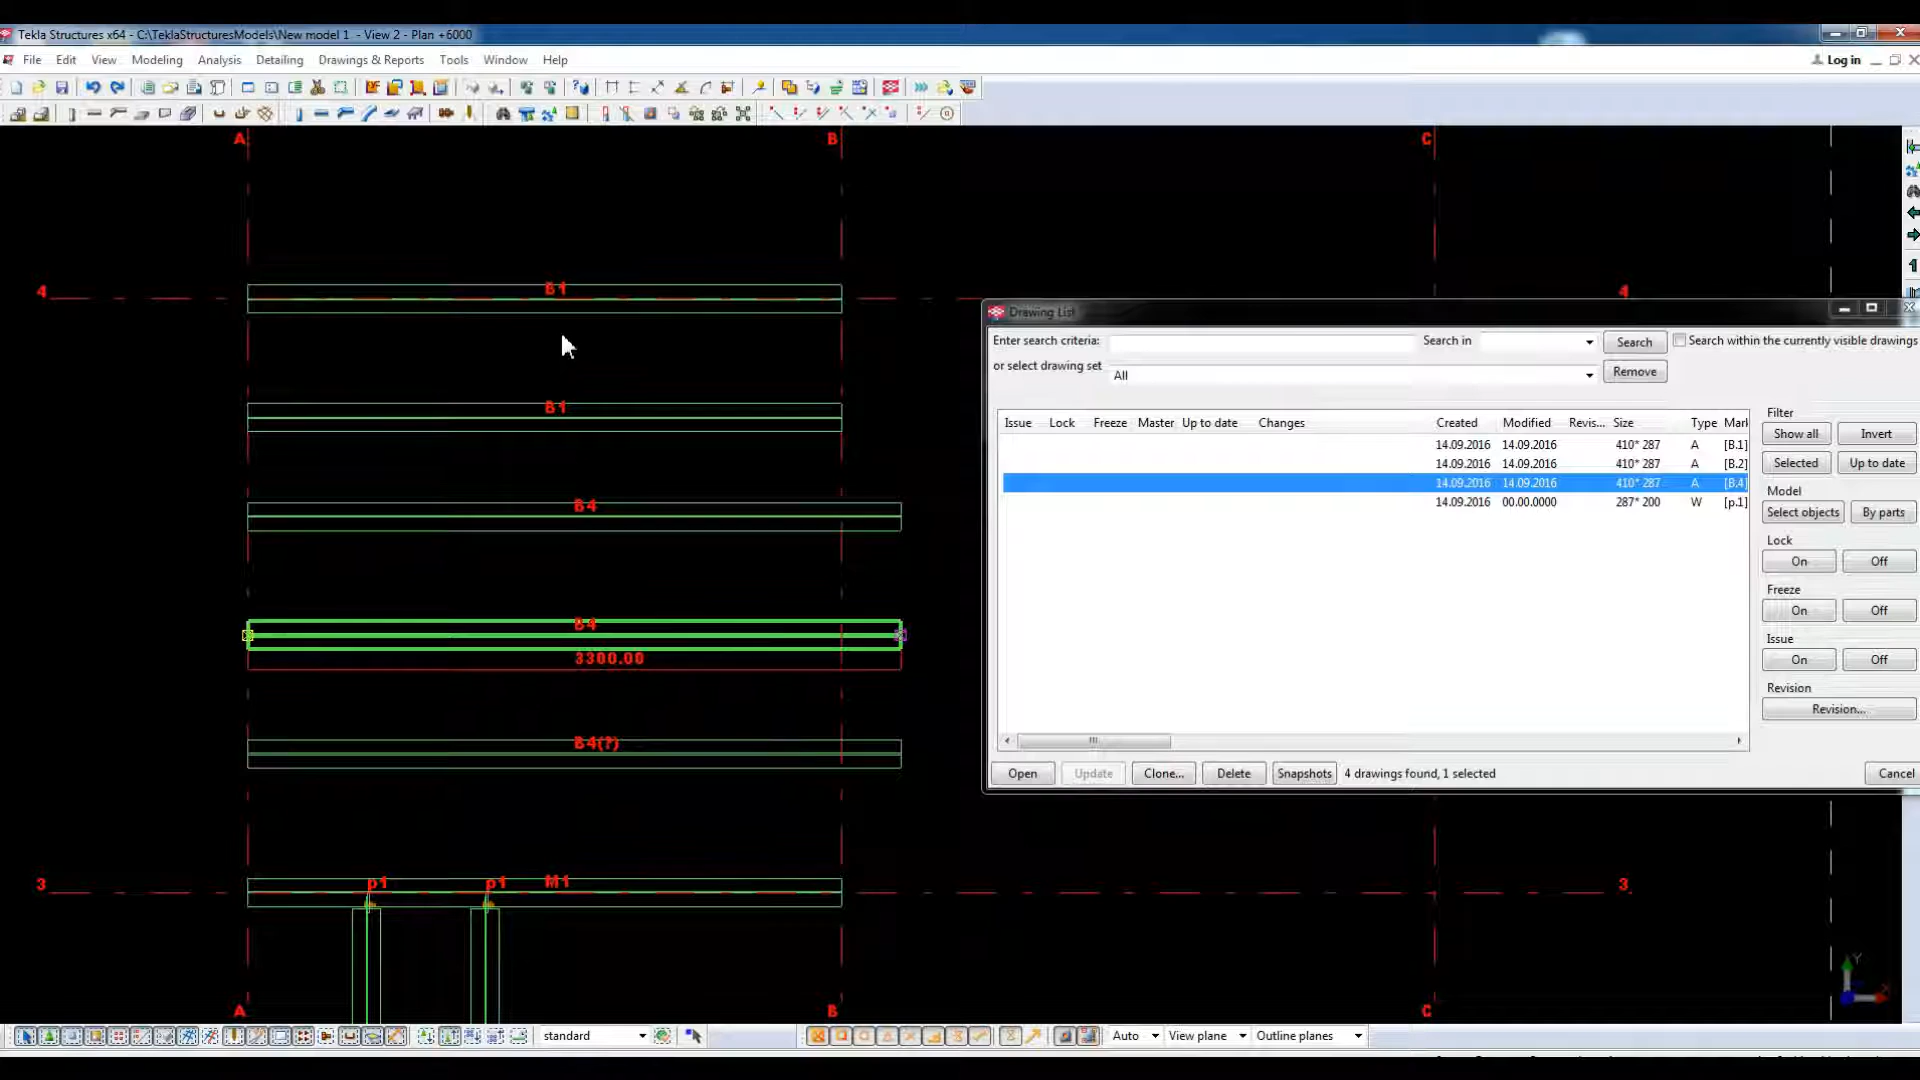 Tekla Structures x64 - C:\TeklaStructuresModels\New model 1 - View 2 - Plan +6000
File Edit View Modeling Analysis Detailing Drawings & Reports Tools Window Help
Log in
A B C
4 B1 4
B1
B4
B4
3300.00
B4(?)
3 p1 p1 M1 3
A B C
Drawing List
Enter search criteria: Search in Search Search within the currently visible drawings
or select drawing set All Remove
Issue Lock Freeze Master Up to date Changes Created Modified Revis... Size Type Mark
14.09.2016 14.09.2016 410* 287 A [B.1]
14.09.2016 14.09.2016 410* 287 A [B.2]
14.09.2016 14.09.2016 410* 287 A [B.4]
14.09.2016 00.00.0000 287* 200 W [p.1]
Filter
Show all Invert
Selected Up to date
Model
Select objects By parts
Lock
On Off
Freeze
On Off
Issue
On Off
Revision
Revision...
Open Update Clone... Delete Snapshots 4 drawings found, 1 selected Cancel
Y
standard Auto View plane Outline planes